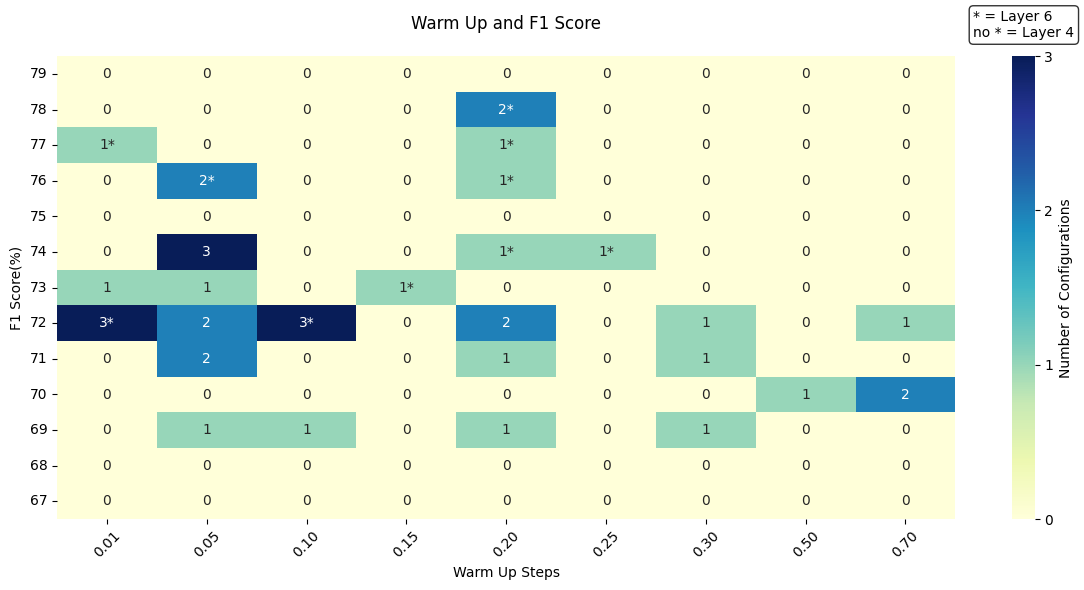 Warm Up and F1 Score
* = Layer 6
no * = Layer 4
79 0 0 0 0 0 0 0 0 0
78 0 0 0 0 2* 0 0 0 0
77 1* 0 0 0 1* 0 0 0 0
76 0 2* 0 0 1* 0 0 0 0
75 0 0 0 0 0 0 0 0 0
74 0 3 0 0 1* 1* 0 0 0
73 1 1 0 1* 0 0 0 0 0
72 3* 2 3* 0 2 0 1 0 1
71 0 2 0 0 1 0 1 0 0
70 0 0 0 0 0 0 0 1 2
69 0 1 1 0 1 0 1 0 0
68 0 0 0 0 0 0 0 0 0
67 0 0 0 0 0 0 0 0 0
0.01 0.05 0.10 0.15 0.20 0.25 0.30 0.50 0.70
Warm Up Steps
F1 Score(%)
3
2
1
0
Number of Configurations